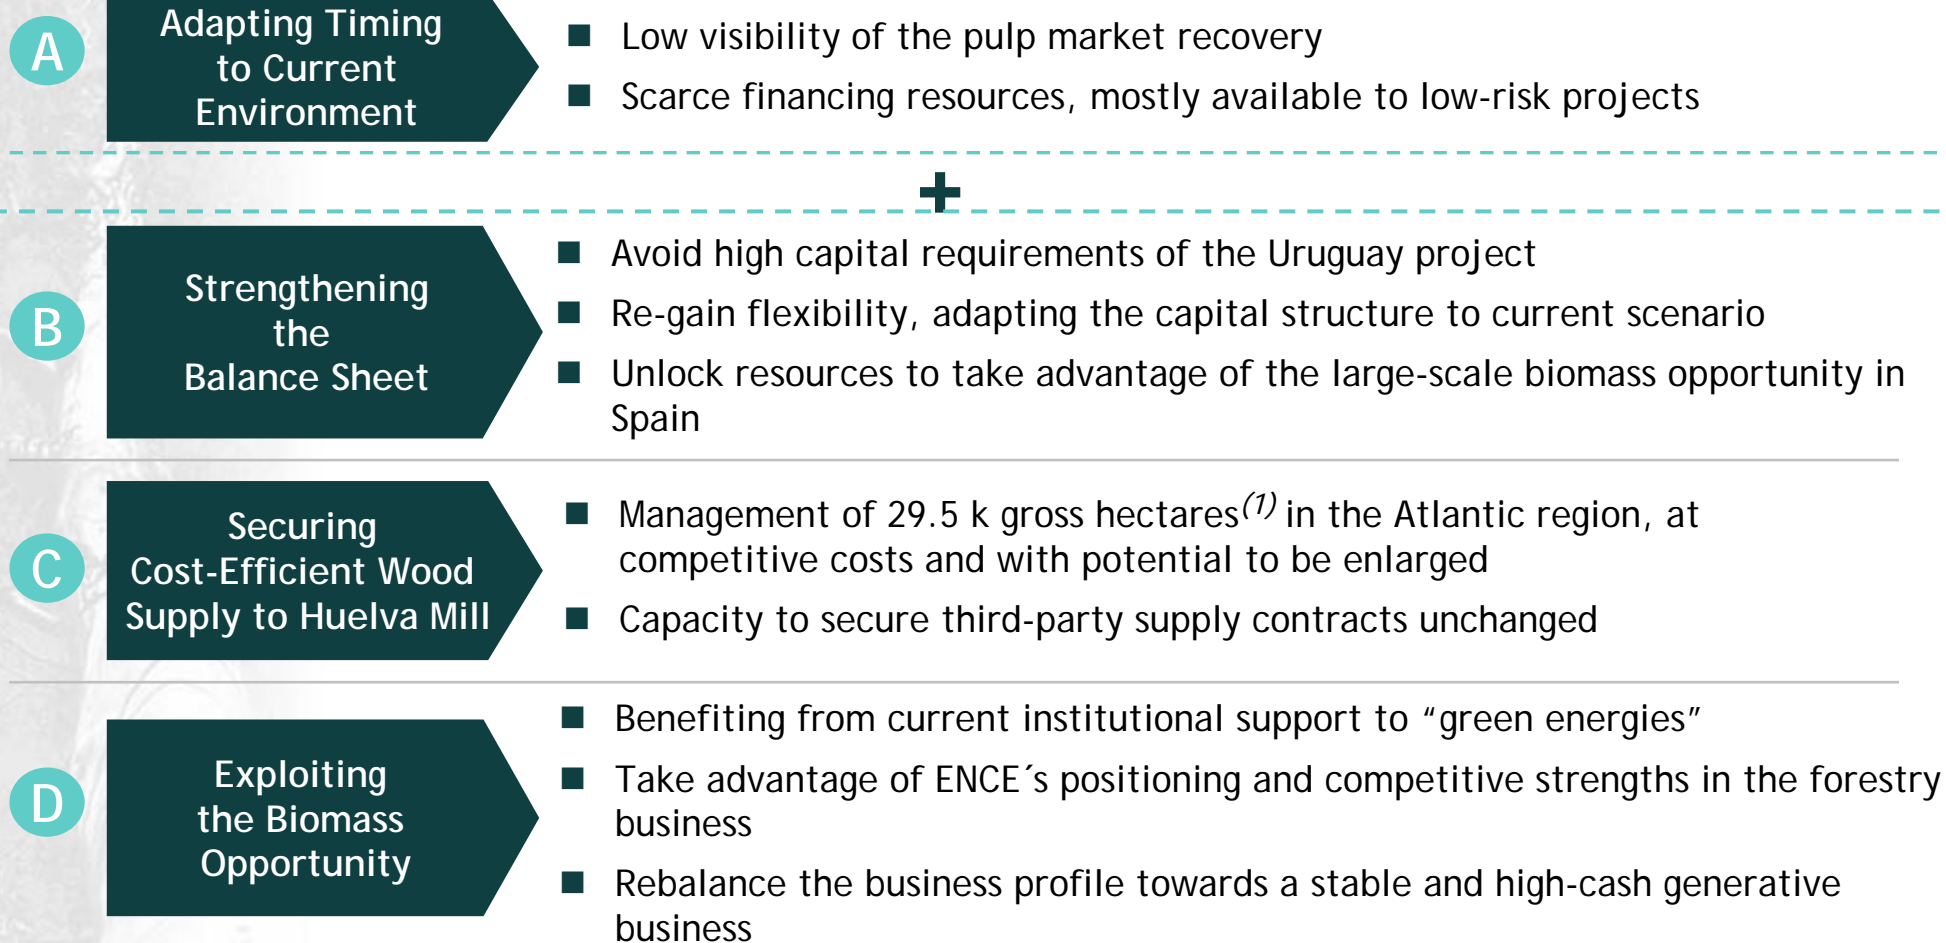 A
Adapting Timing
to Current
Environment
■ Low visibility of the pulp market recovery
■ Scarce financing resources, mostly available to low-risk projects
+
B
Strengthening
the
Balance Sheet
■ Avoid high capital requirements of the Uruguay project
■ Re-gain flexibility, adapting the capital structure to current scenario
■ Unlock resources to take advantage of the large-scale biomass opportunity in
Spain
C
Securing
Cost-Efficient Wood
Supply to Huelva Mill
■ Management of 29.5 k gross hectares(1) in the Atlantic region, at
competitive costs and with potential to be enlarged
■ Capacity to secure third-party supply contracts unchanged
D
Exploiting
the Biomass
Opportunity
■ Benefiting from current institutional support to “green energies”
■ Take advantage of ENCE´s positioning and competitive strengths in the forestry
business
■ Rebalance the business profile towards a stable and high-cash generative
business